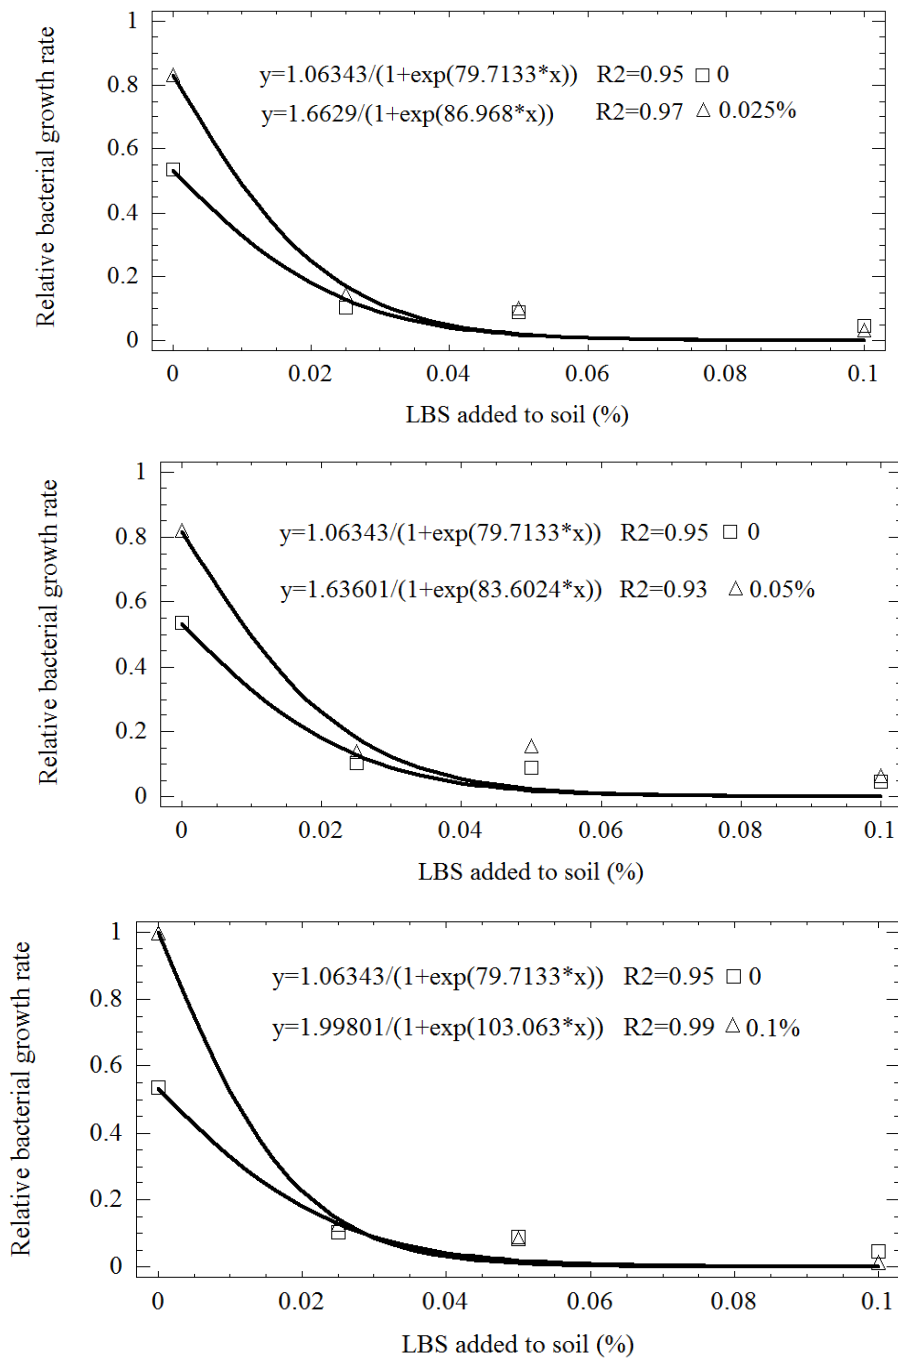 Relative bacterial growth rate
1
0.8
0.6
0.4
0.2
0
y=1.06343/(1+exp(79.7133*x)) R2=0.95 □ 0
y=1.6629/(1+exp(86.968*x)) R2=0.97 △ 0.025%
0 0.02 0.04 0.06 0.08 0.1
LBS added to soil (%)
Relative bacterial growth rate
1
0.8
0.6
0.4
0.2
0
y=1.06343/(1+exp(79.7133*x)) R2=0.95 □ 0
y=1.63601/(1+exp(83.6024*x)) R2=0.93 △ 0.05%
0 0.02 0.04 0.06 0.08 0.1
LBS added to soil (%)
Relative bacterial growth rate
1
0.8
0.6
0.4
0.2
0
y=1.06343/(1+exp(79.7133*x)) R2=0.95 □ 0
y=1.99801/(1+exp(103.063*x)) R2=0.99 △ 0.1%
0 0.02 0.04 0.06 0.08 0.1
LBS added to soil (%)